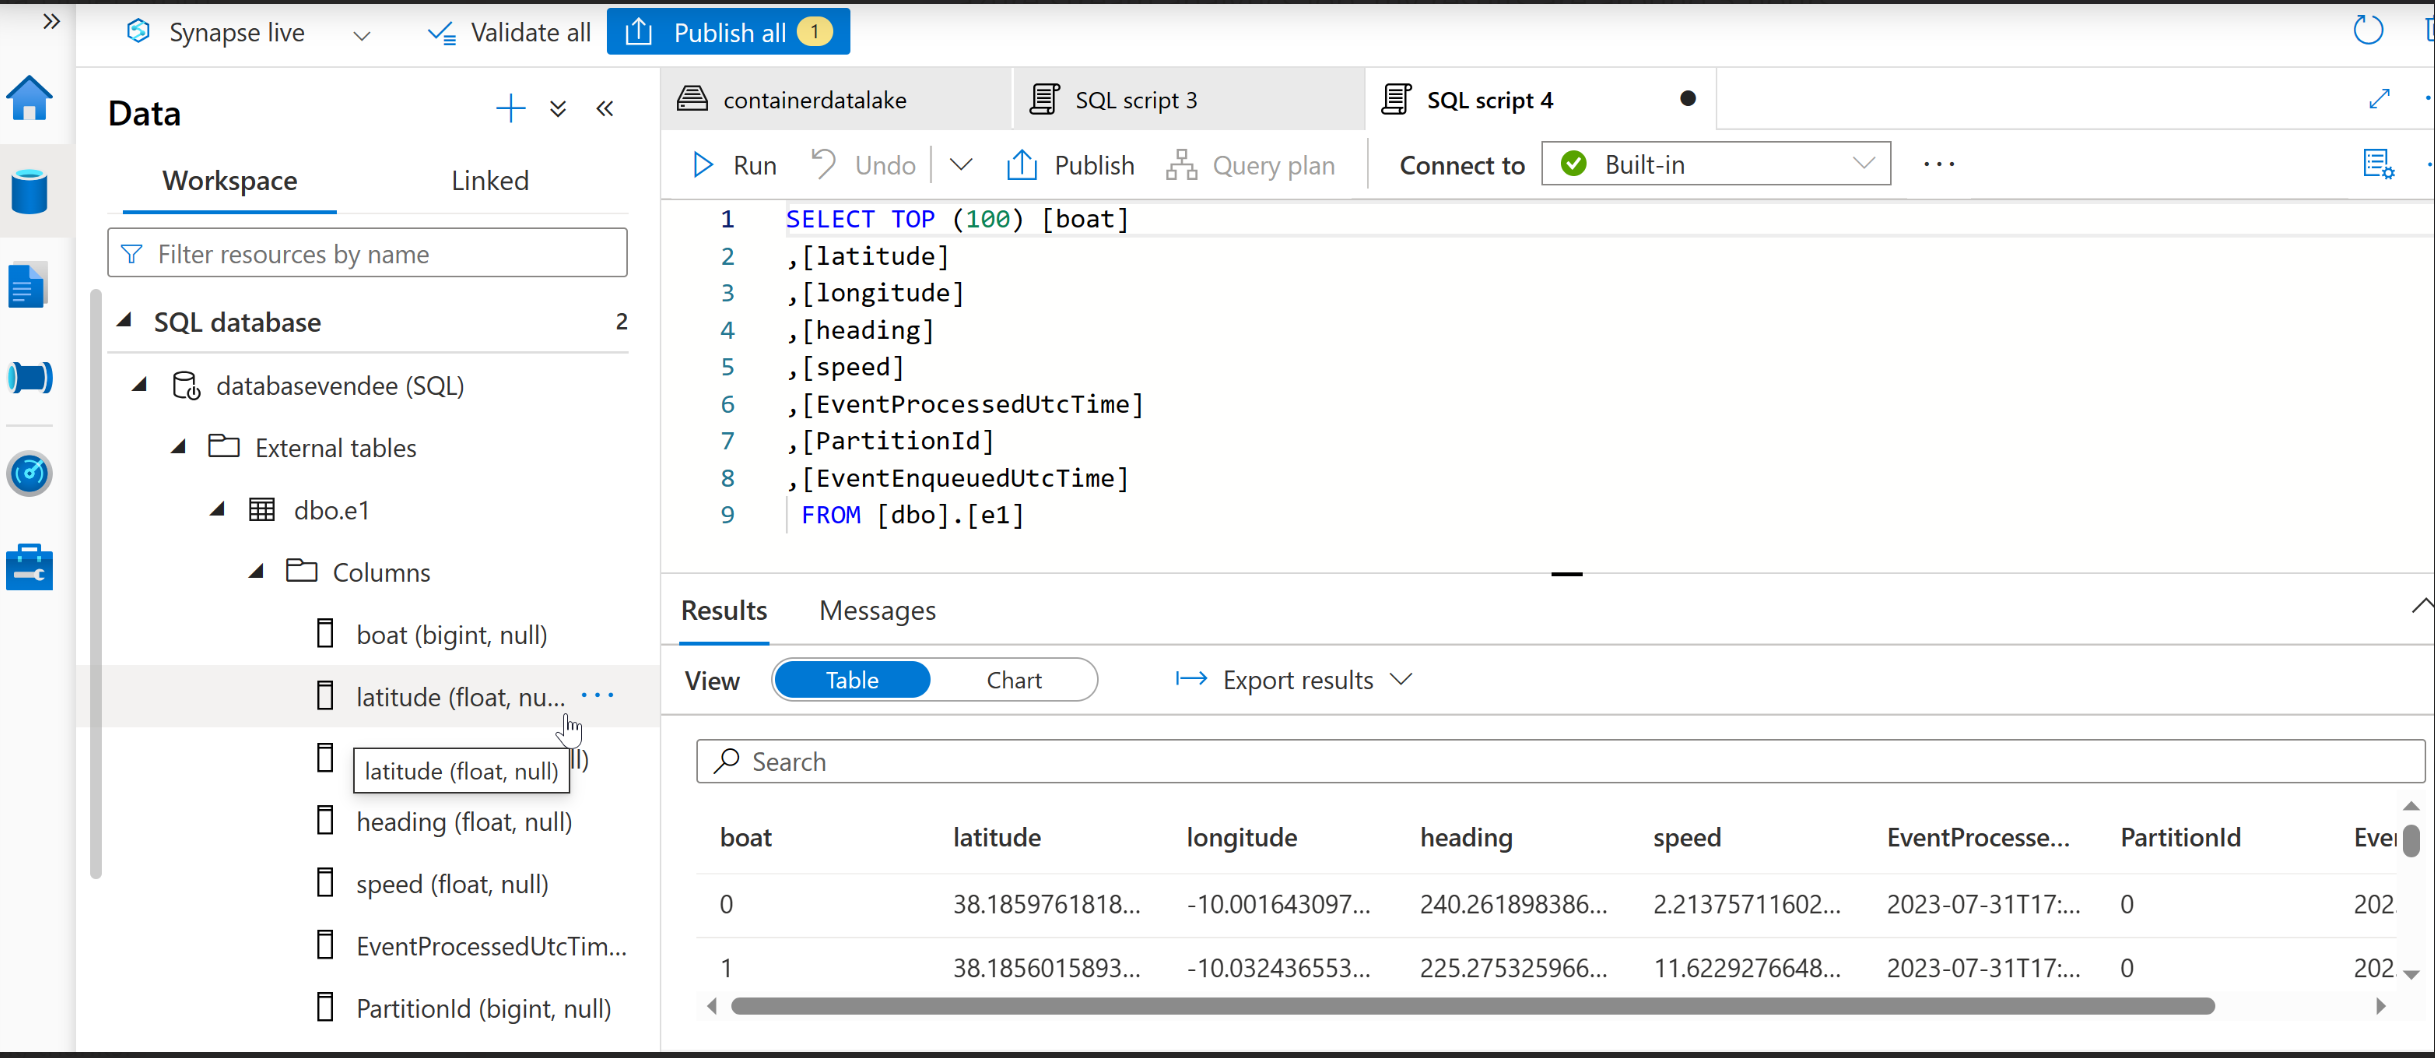 Synapse live
Validate all
Publish all 1
Data
Workspace
Linked
Filter resources by name
SQL database 2
databasevendee (SQL)
External tables
dbo.e1
Columns
boat (bigint, null)
latitude (float, nu...
ll)
latitude (float, null)
heading (float, null)
speed (float, null)
EventProcessedUtcTim...
PartitionId (bigint, null)
containerdatalake
SQL script 3
SQL script 4
Run
Undo
Publish
Query plan
Connect to
Built-in
1 SELECT TOP (100) [boat]
2 ,[latitude]
3 ,[longitude]
4 ,[heading]
5 ,[speed]
6 ,[EventProcessedUtcTime]
7 ,[PartitionId]
8 ,[EventEnqueuedUtcTime]
9 FROM [dbo].[e1]
Results
Messages
View
Table
Chart
Export results
Search
boat latitude longitude heading speed EventProcesse... PartitionId Eve
0 38.1859761818... -10.001643097... 240.261898386... 2.21375711602... 2023-07-31T17:... 0 202
1 38.1856015893... -10.032436553... 225.275325966... 11.6229276648... 2023-07-31T17:... 0 202